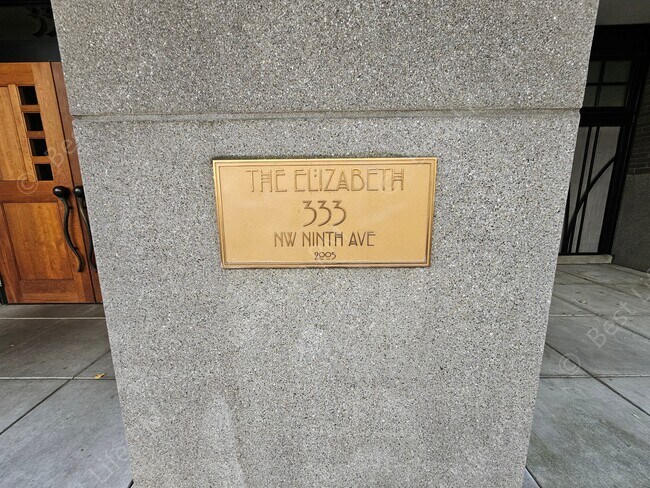 THE ELIZABETH
333
NW NINTH AVE
2005